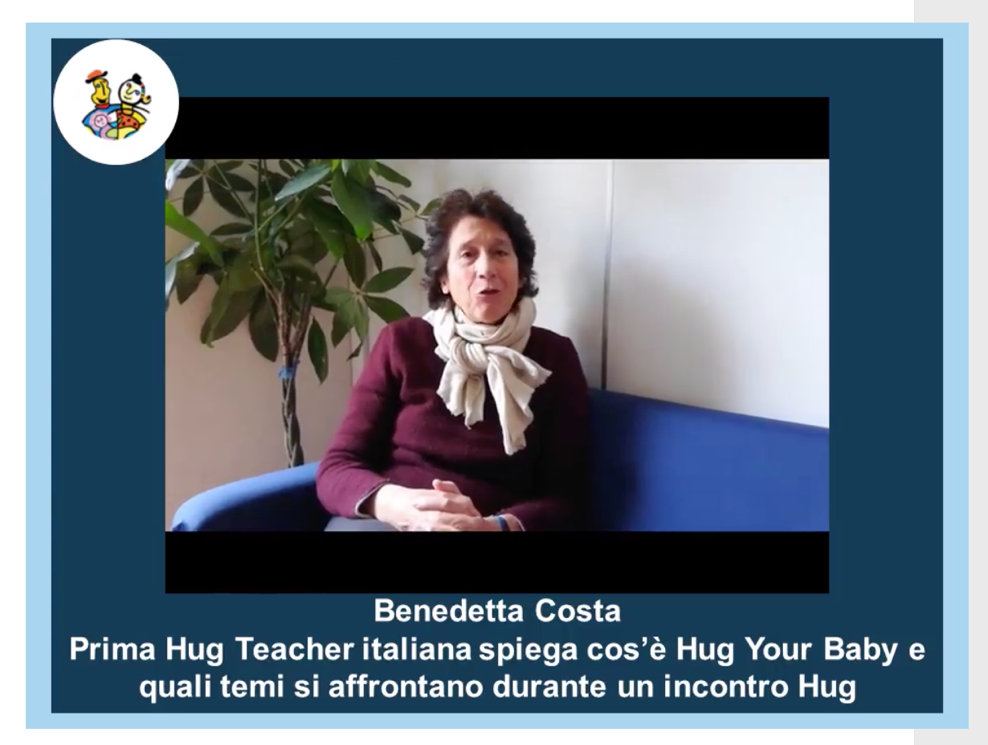 Benedetta Costa
Prima Hug Teacher italiana spiega cos’è Hug Your Baby e
quali temi si affrontano durante un incontro Hug